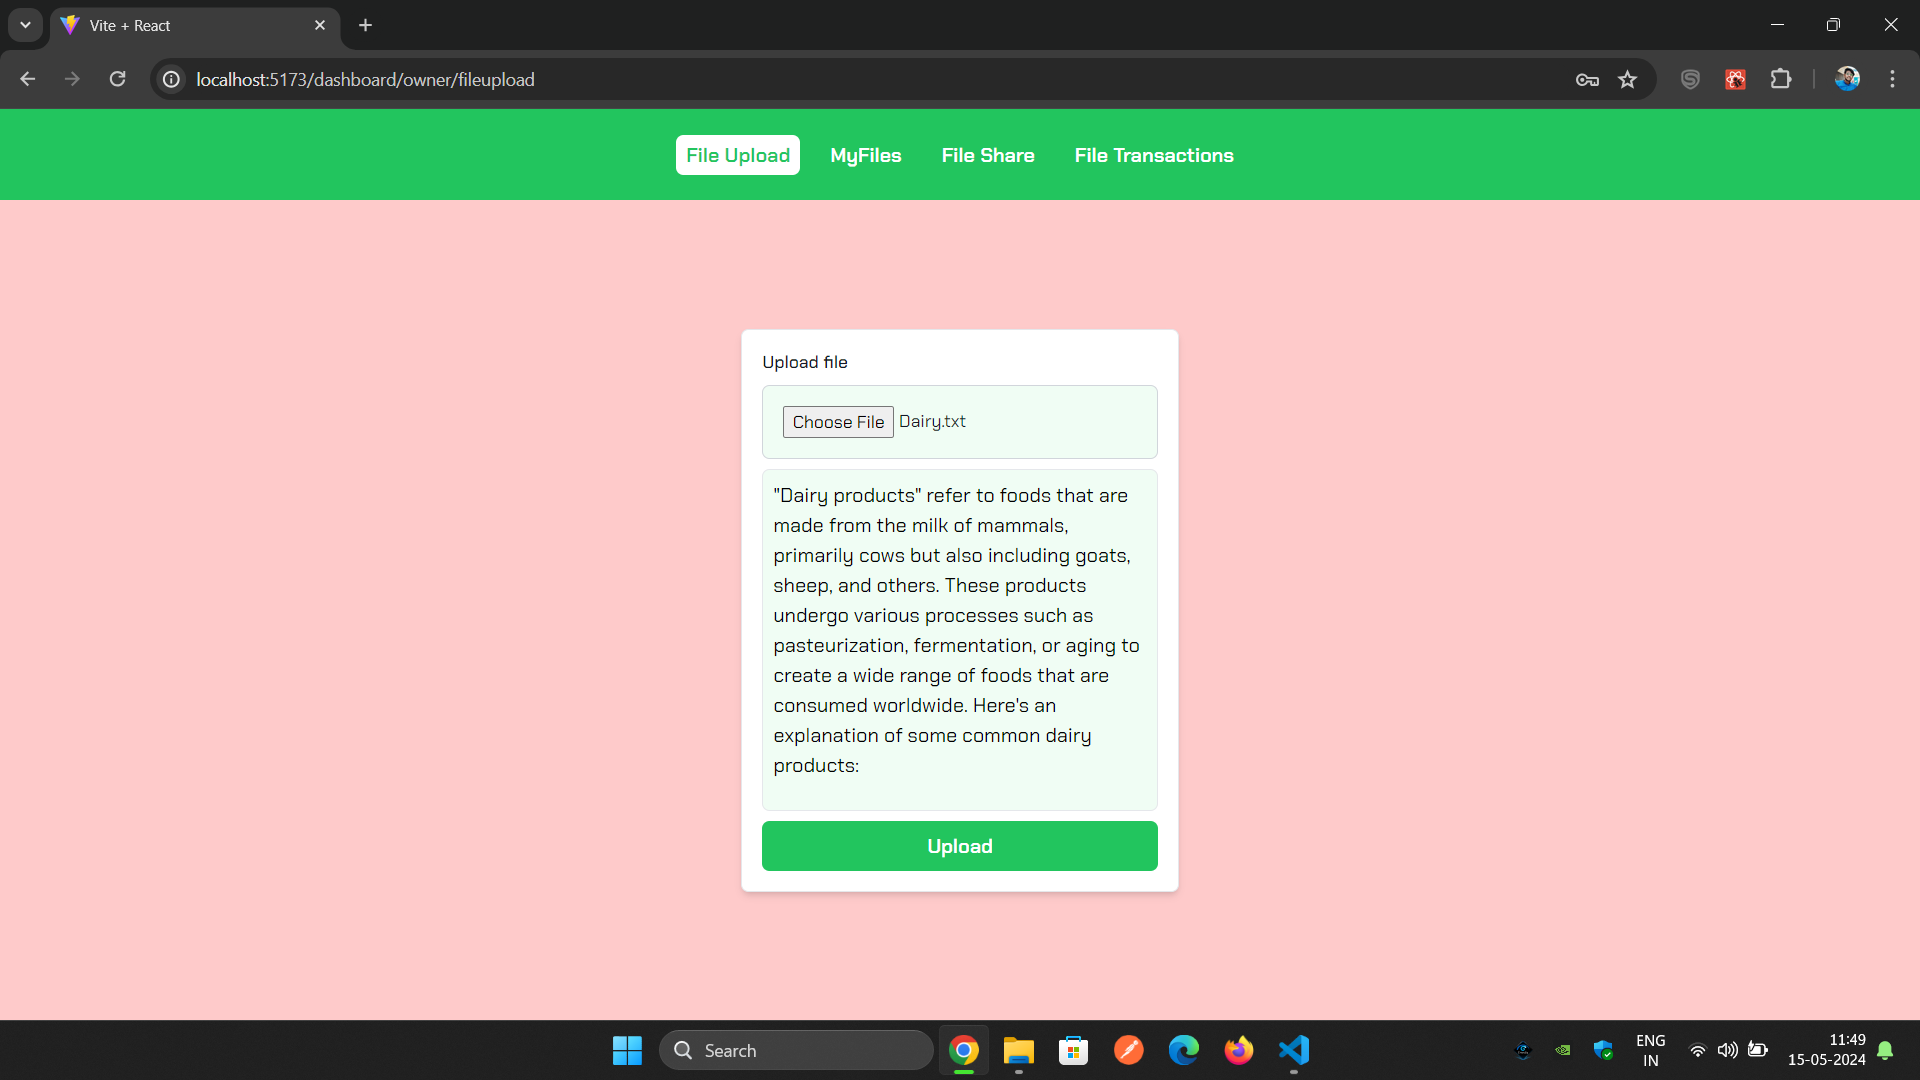 Vite + React
localhost:5173/dashboard/owner/fileupload
File Upload MyFiles File Share File Transactions
Upload file
Choose File Dairy.txt
"Dairy products" refer to foods that are
made from the milk of mammals,
primarily cows but also including goats,
sheep, and others. These products
undergo various processes such as
pasteurization, fermentation, or aging to
create a wide range of foods that are
consumed worldwide. Here's an
explanation of some common dairy
products:
Upload
Search
ENG
IN
11:49
15-05-2024